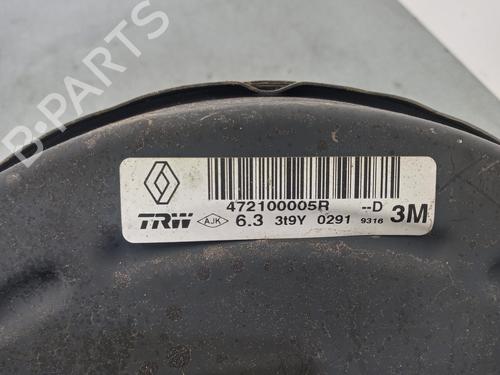 B-PARTS
472100005R --D
TRW AJK 6.3 3t9Y 0291 9316 3M